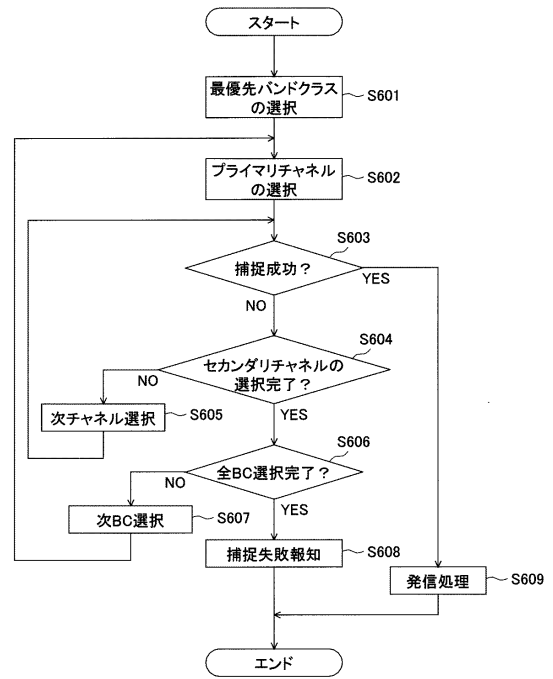 スタート
最優先バンドクラス
の選択
S601
プライマリチャネル
の選択
S602
S603
捕捉成功？
YES
NO
S604
セカンダリチャネルの
選択完了？
NO
YES
次チャネル選択
S605
S606
全BC選択完了？
NO
YES
次BC選択
S607
捕捉失敗報知
S608
発信処理
S609
エンド